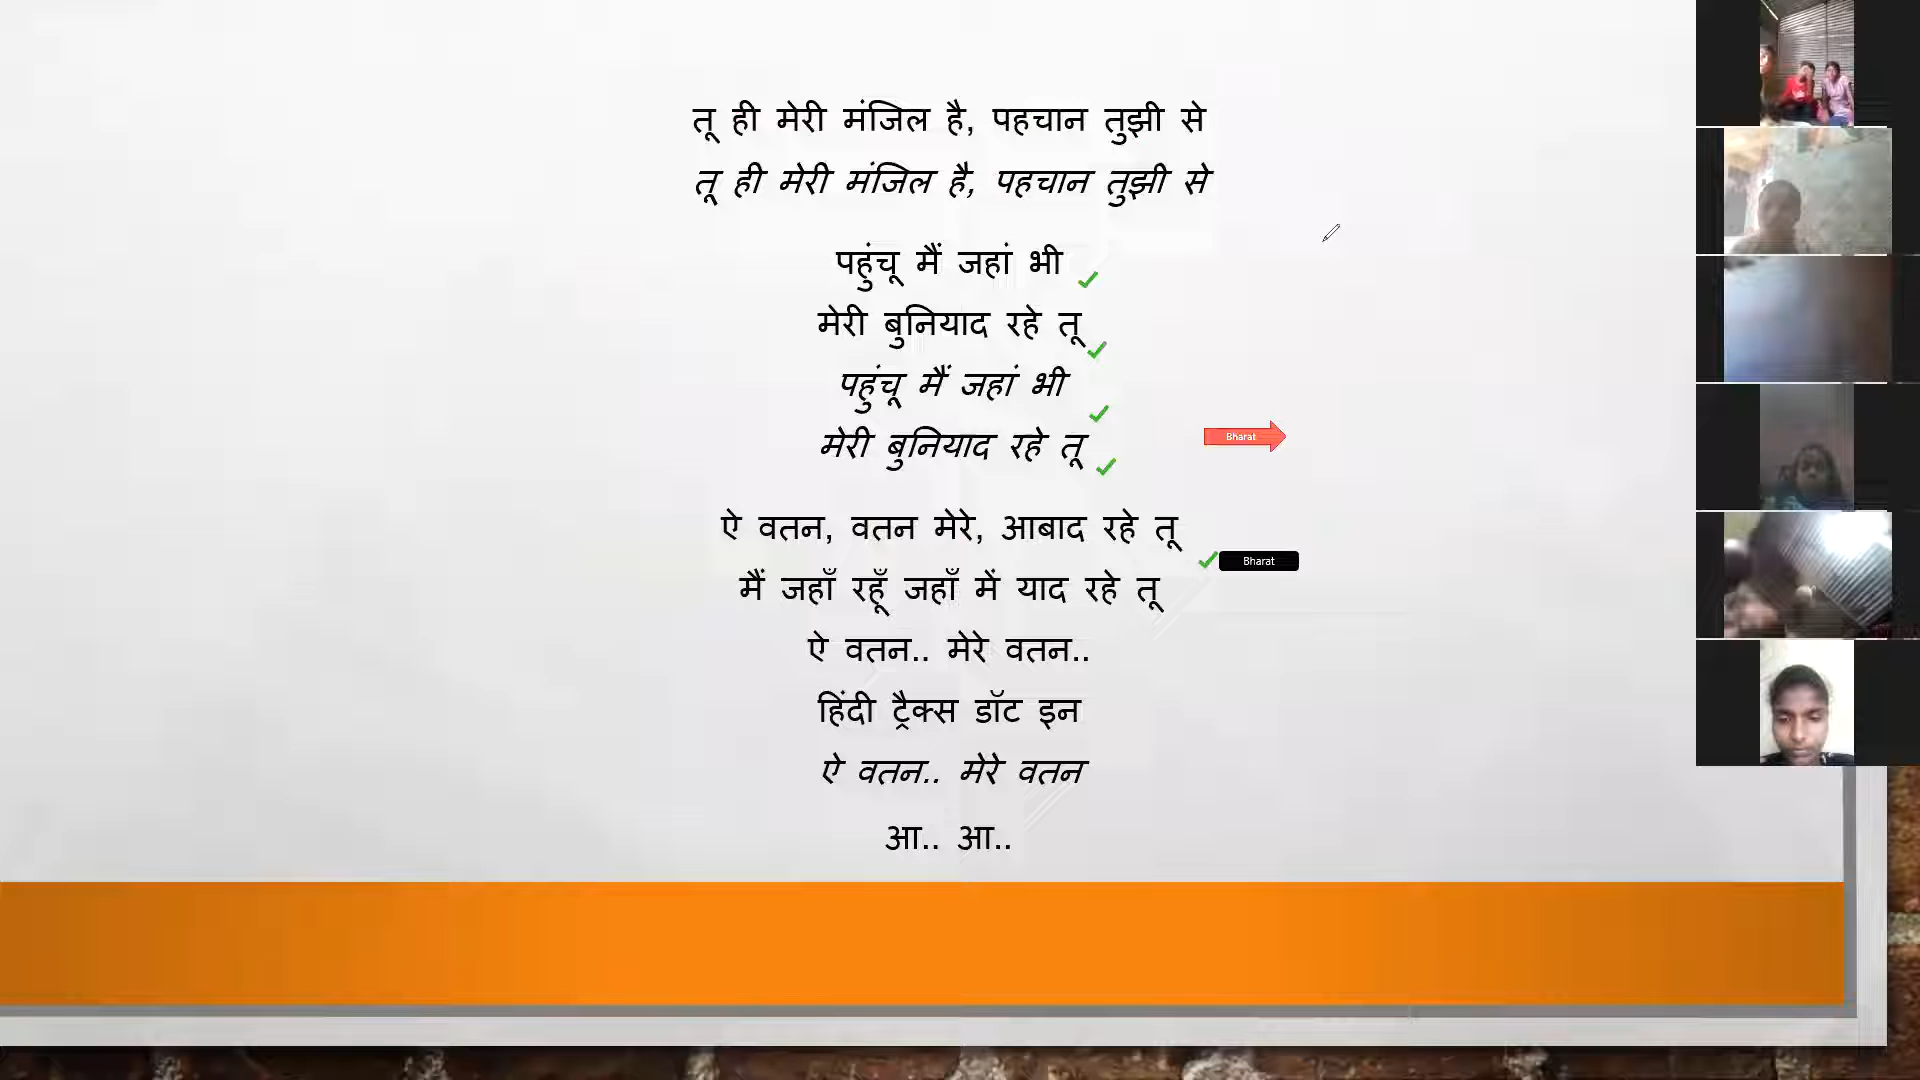 तू ही मेरी मंजिल है, पहचान तुझी से
तू ही मेरी मंजिल है, पहचान तुझी से
पहुंचू मैं जहां भी
मेरी बुनियाद रहे तू
पहुंचू मैं जहां भी
मेरी बुनियाद रहे तू
Bharat
ऐ वतन, वतन मेरे, आबाद रहे तू
Bharat
मैं जहाँ रहूँ जहाँ में याद रहे तू
ऐ वतन.. मेरे वतन..
हिंदी ट्रैक्स डॉट इन
ऐ वतन.. मेरे वतन
आ.. आ..